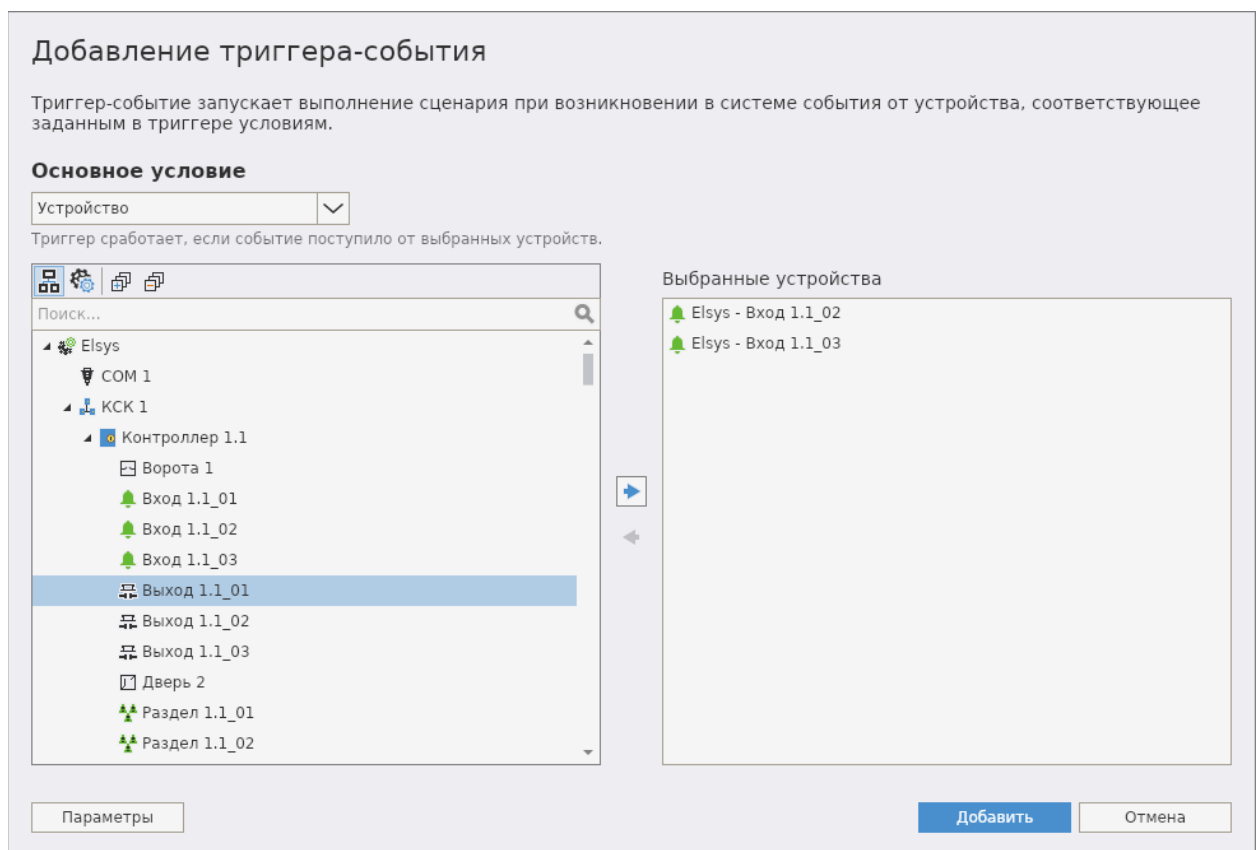 Добавление триггера-события
Триггер-событие запускает выполнение сценария при возникновении в системе события от устройства, соответствующее
заданным в триггере условиям.
Основное условие
Устройство
Триггер сработает, если событие поступило от выбранных устройств.
Поиск...
Elsys
COM 1
КСК 1
Контроллер 1.1
Ворота 1
Вход 1.1_01
Вход 1.1_02
Вход 1.1_03
Выход 1.1_01
Выход 1.1_02
Выход 1.1_03
Дверь 2
Раздел 1.1_01
Раздел 1.1_02
Выбранные устройства
Elsys - Вход 1.1_02
Elsys - Вход 1.1_03
Параметры
Добавить
Отмена